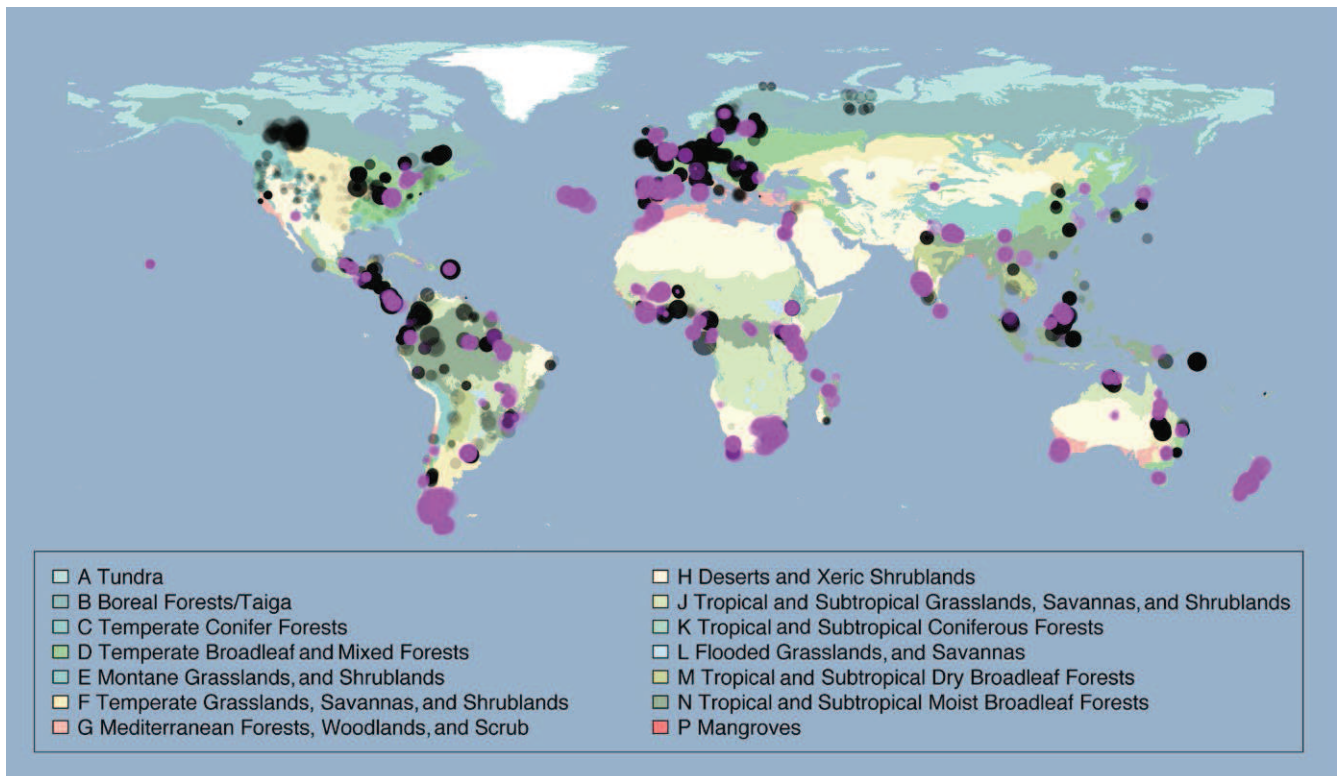 A Tundra
B Boreal Forests/Taiga
C Temperate Conifer Forests
D Temperate Broadleaf and Mixed Forests
E Montane Grasslands, and Shrublands
F Temperate Grasslands, Savannas, and Shrublands
G Mediterranean Forests, Woodlands, and Scrub
H Deserts and Xeric Shrublands
J Tropical and Subtropical Grasslands, Savannas, and Shrublands
K Tropical and Subtropical Coniferous Forests
L Flooded Grasslands, and Savannas
M Tropical and Subtropical Dry Broadleaf Forests
N Tropical and Subtropical Moist Broadleaf Forests
P Mangroves